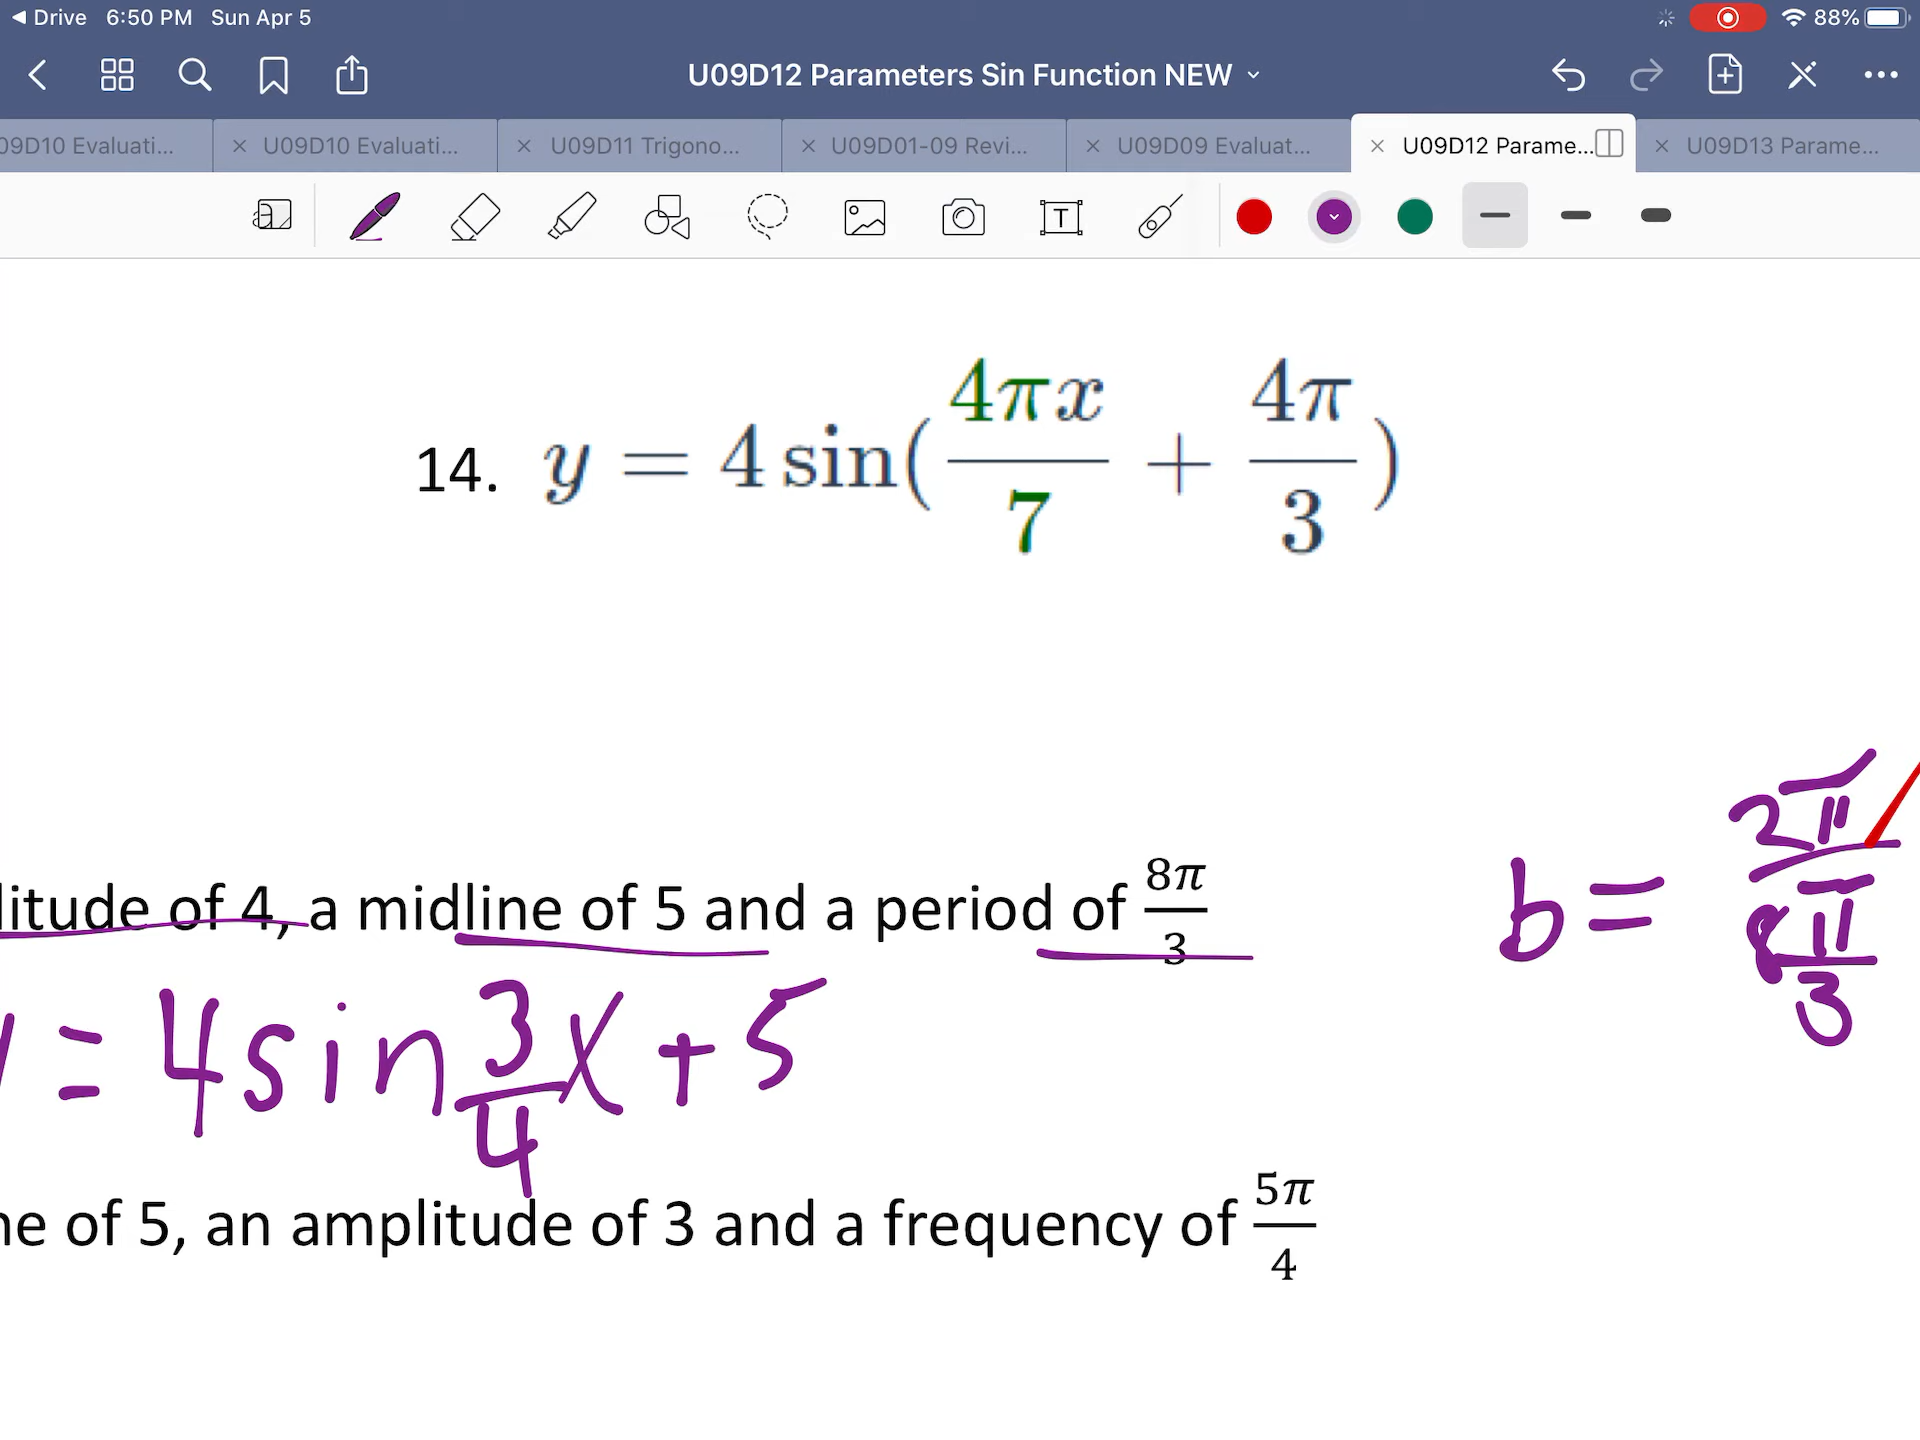 Drive 6:50 PM Sun Apr 5 88%
U09D12 Parameters Sin Function NEW
09D10 Evaluati... U09D10 Evaluati... U09D11 Trigono... U09D01-09 Revi... U09D09 Evaluat... U09D12 Parame... U09D13 Parame...
14. y = 4 sin(4πx/7 + 4π/3)
litude of 4, a midline of 5 and a period of 8π/3
b = 2π / 8π/3
= 4sin 3/4 x + 5
ne of 5, an amplitude of 3 and a frequency of 5π/4